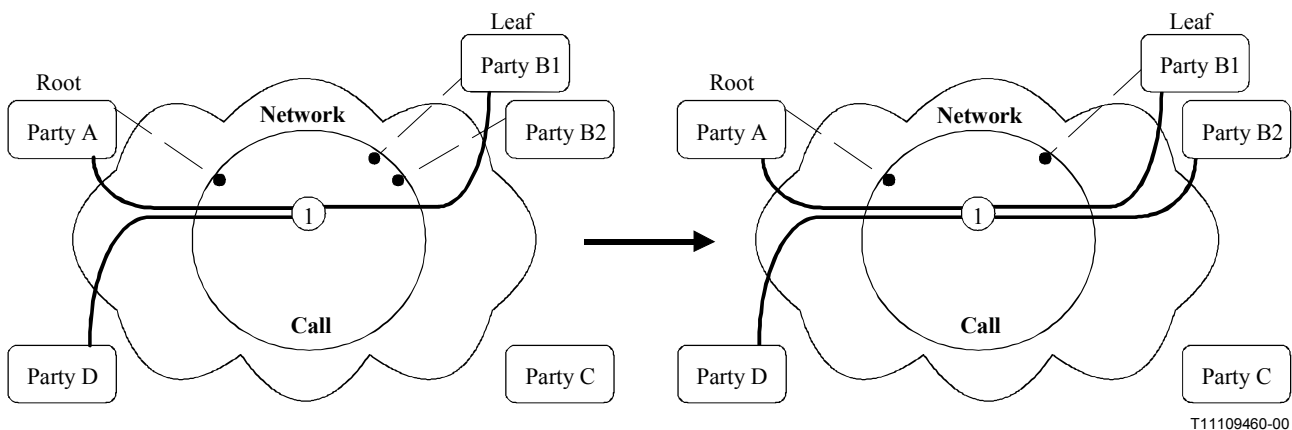 Leaf
Party B1
Root
Network
Party A
Party B2
1
Call
Party D
Party C
Leaf
Party B1
Root
Network
Party A
Party B2
1
Call
Party D
Party C
T11109460-00